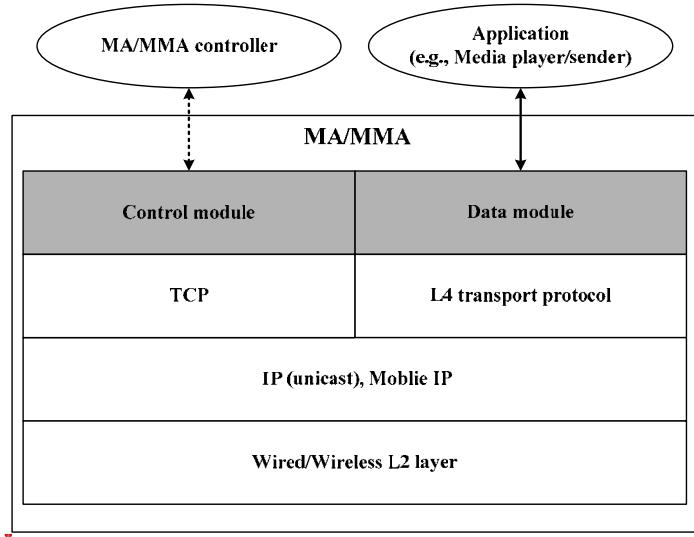 MA/MMA controller
Application
(e.g., Media player/sender)
MA/MMA
Control module
Data module
TCP
L4 transport protocol
IP (unicast), Moblie IP
Wired/Wireless L2 layer